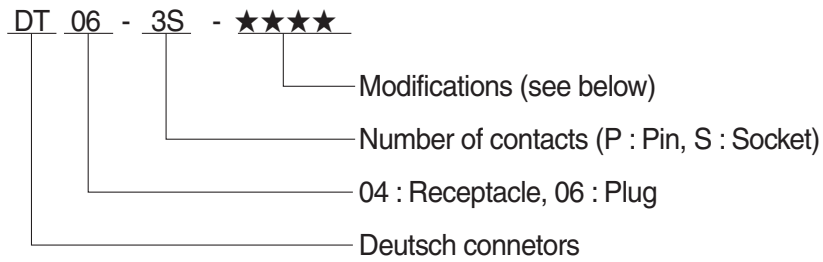 DT 06 - 3S - ★★★★
Modifications (see below)
Number of contacts (P : Pin, S : Socket)
04 : Receptacle, 06 : Plug
Deutsch connetors